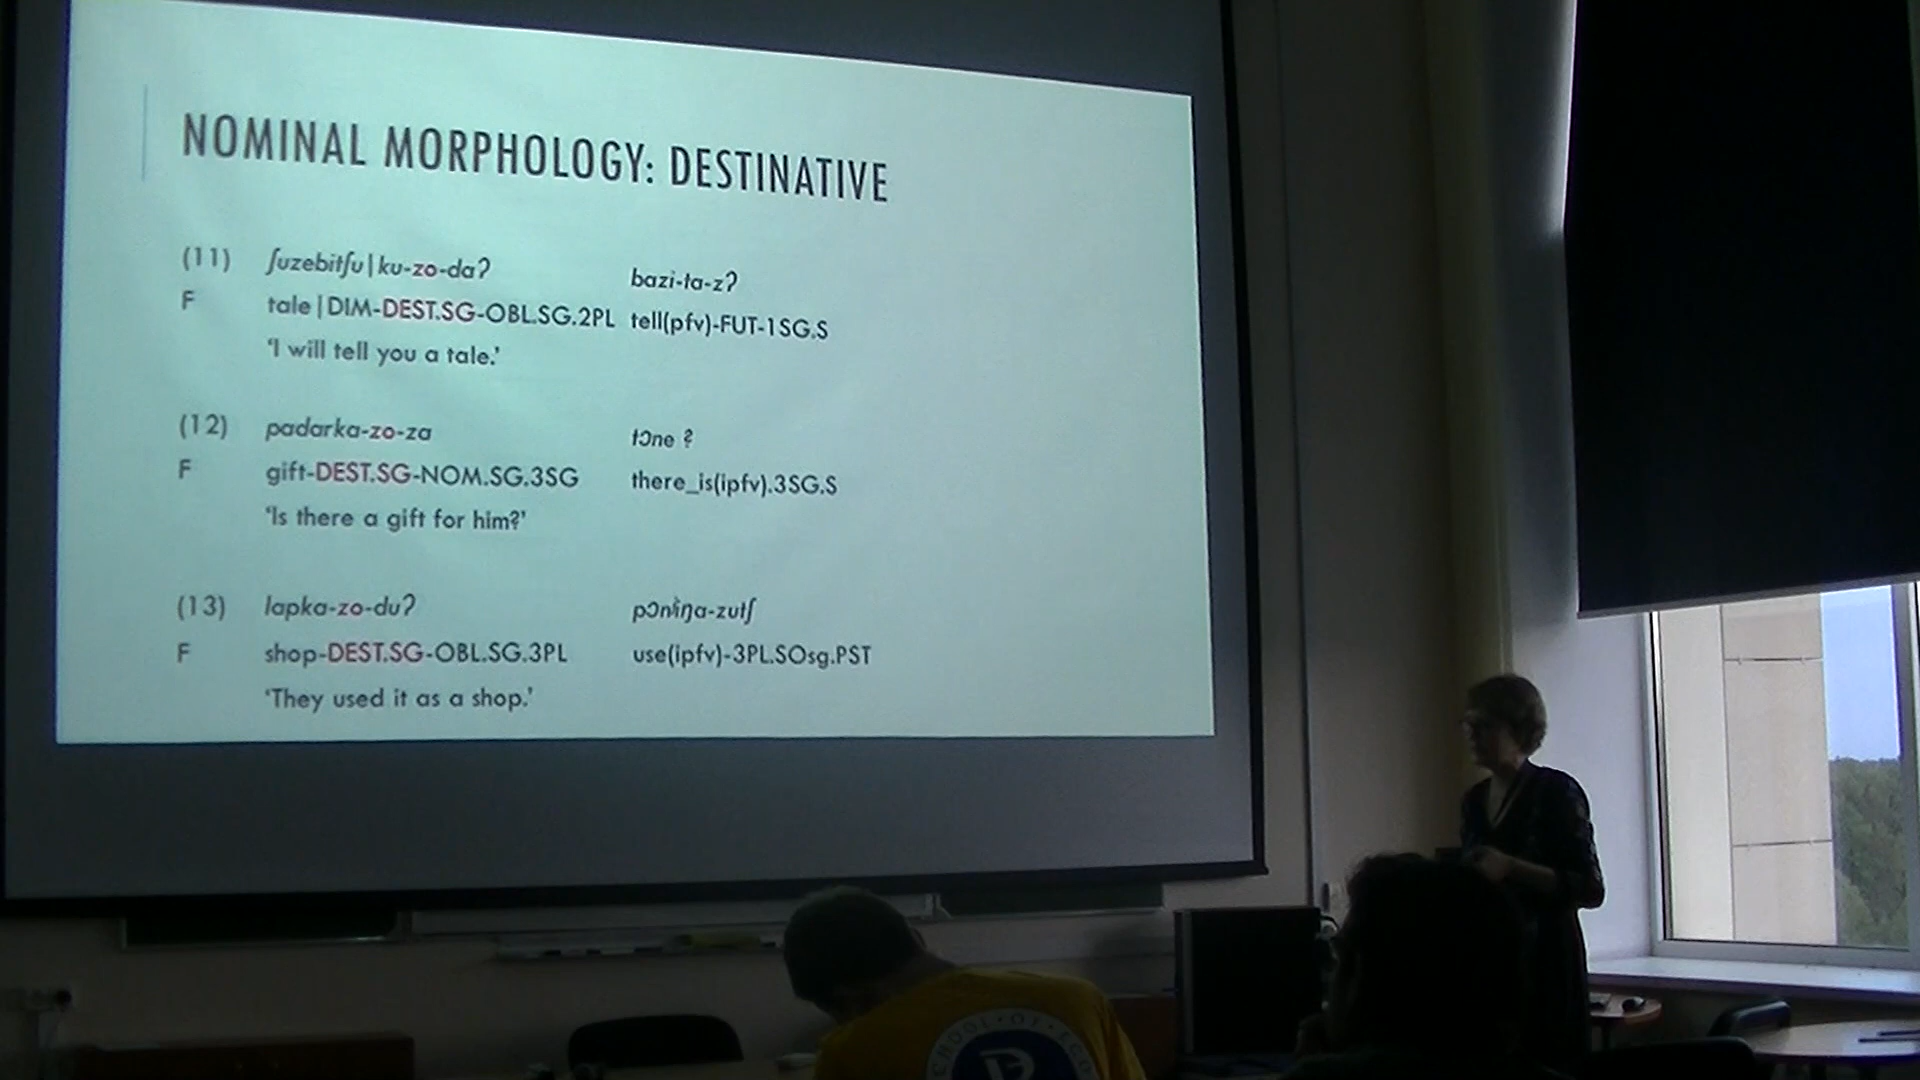 NOMINAL MORPHOLOGY: DESTINATIVE
(11) ʃuzebitʃu|ku-zo-daʔ bazi-ta-zʔ
F tale|DIM-DEST.SG-OBL.SG.2PL tell(pfv)-FUT-1SG.S
‘I will tell you a tale.’
(12) padarka-zo-za tɔne ?
F gift-DEST.SG-NOM.SG.3SG there_is(ipfv).3SG.S
‘Is there a gift for him?’
(13) lapka-zo-duʔ
F shop-DEST.SG-OBL.SG.3PL use(ipfv)-3PL.SOsg.PST
‘They used it as a shop.’
OF